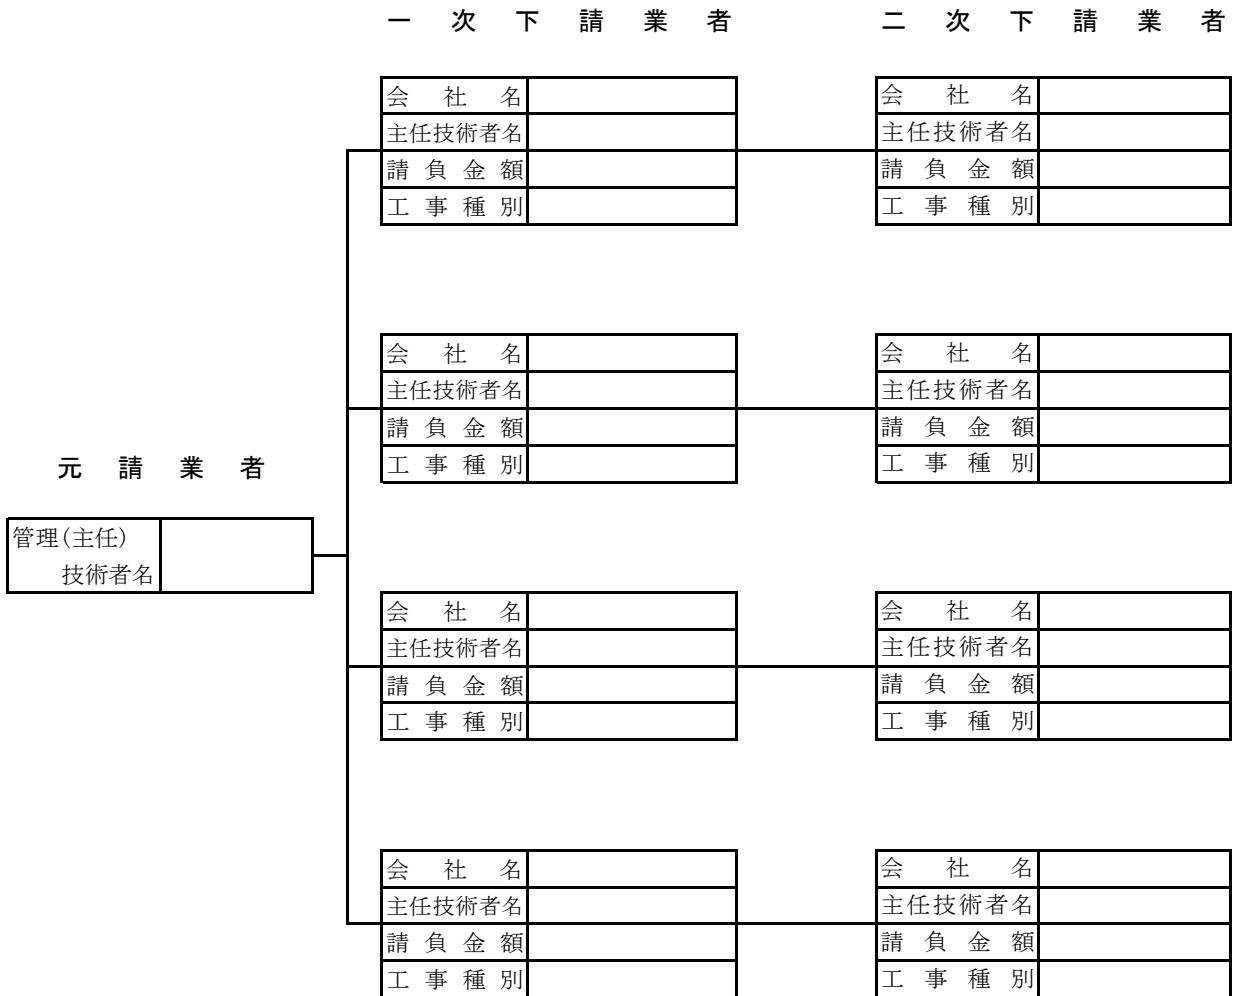 一次下請業者 二次下請業者
会社名 会社名
主任技術者名 主任技術者名
請負金額 請負金額
工事種別 工事種別
会社名 会社名
主任技術者名 主任技術者名
請負金額 請負金額
工事種別 工事種別
元請業者
管理(主任)
技術者名
会社名 会社名
主任技術者名 主任技術者名
請負金額 請負金額
工事種別 工事種別
会社名 会社名
主任技術者名 主任技術者名
請負金額 請負金額
工事種別 工事種別